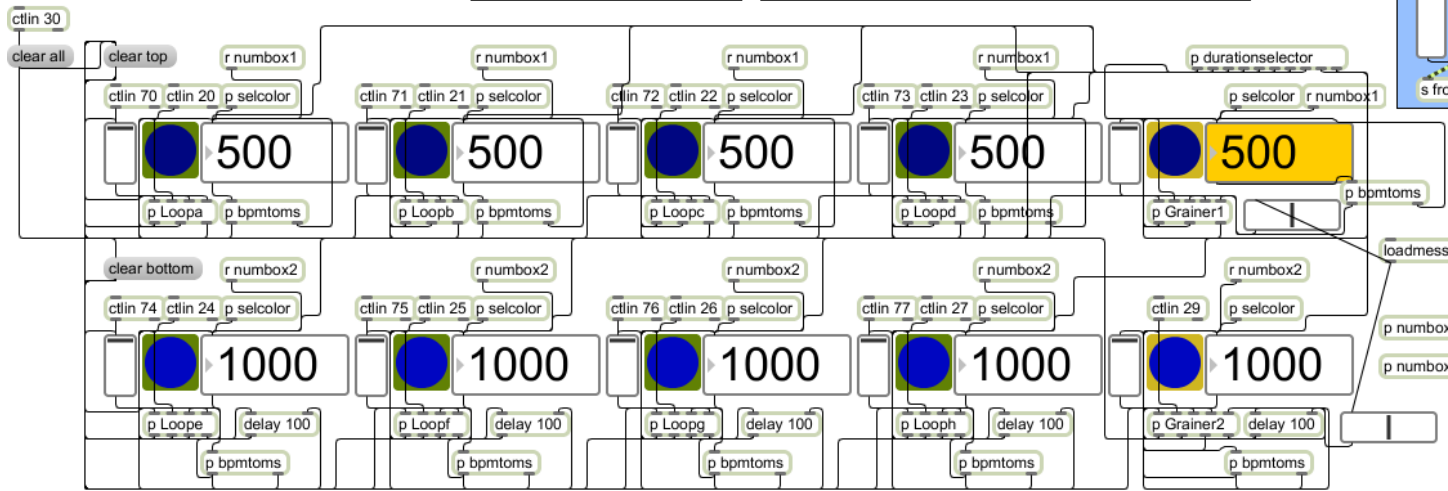 ctlin 30
clear all
clear top
r numbox1
r numbox1
r numbox1
r numbox1
p durationselector
ctlin 70
ctlin 20
p selcolor
ctlin 71
ctlin 21
p selcolor
ctlin 72
ctlin 22
p selcolor
ctlin 73
ctlin 23
p selcolor
p selcolor
r numbox1
500
500
500
500
500
p bpmtoms
p Loopa
p bpmtoms
p Loopb
p bpmtoms
p Loopc
p bpmtoms
p Loopd
p bpmtoms
p Grainer1
loadmess
clear bottom
r numbox2
r numbox2
r numbox2
r numbox2
r numbox2
ctlin 74
ctlin 24
p selcolor
ctlin 75
ctlin 25
p selcolor
ctlin 76
ctlin 26
p selcolor
ctlin 77
ctlin 27
p selcolor
ctlin 29
p selcolor
p numbox
1000
1000
1000
1000
1000
p numbox
p Loope
delay 100
p Loopf
delay 100
p Loopg
delay 100
p Looph
delay 100
p Grainer2
delay 100
p bpmtoms
p bpmtoms
p bpmtoms
p bpmtoms
p bpmtoms